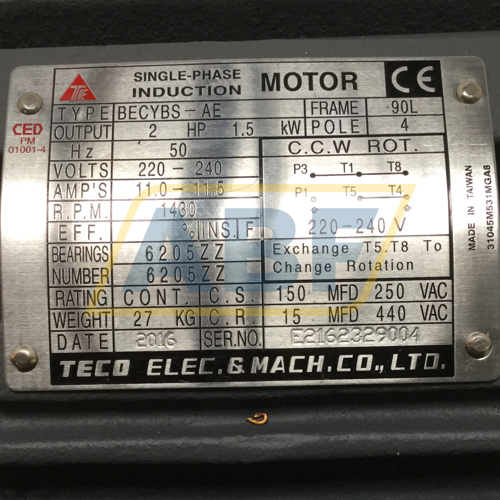 TTE SINGLE-PHASE INDUCTION MOTOR CE
TYPE BECYBS-AE FRAME 90L
OUTPUT 2 HP 1.5 kW POLE 4
Hz 50 C.C.W ROT.
VOLTS 220-240 P3 T1 T8
AMP'S 11.0-11.5 P1 T5 T4
R.P.M. 1430
EFF. % INS. F 220-240 V
BEARINGS 6205ZZ Exchange T5.T8 To
NUMBER 6205ZZ Change Rotation
RATING CONT. C.S. 150 MFD 250 VAC
WEIGHT 27 KG C.R. 15 MFD 440 VAC
DATE 2016 SER.NO. E2162329004
TECO ELEC.& MACH.CO.,LTD.
CED
PM
01001-4
MADE IN TAIWAN
31045M531MGA8
ABF